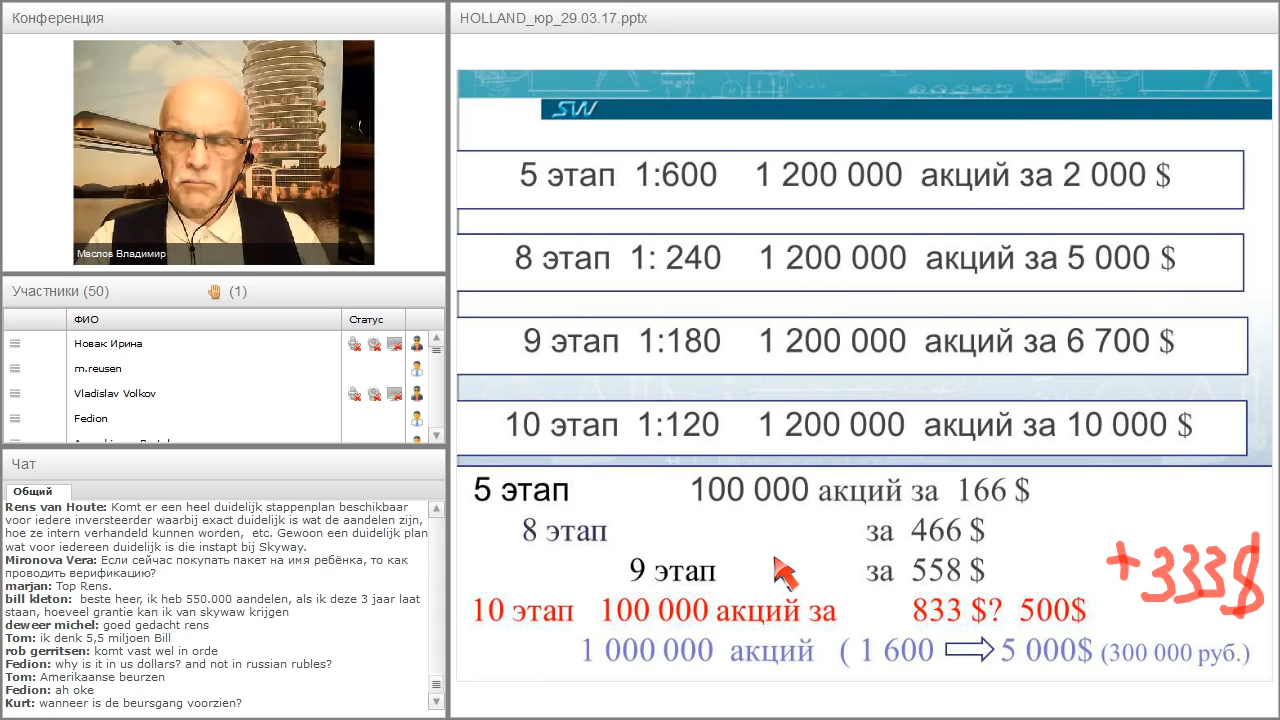 Конференция
Маслов Владимир
Участники (50) (1)
ФИО Статус
Новак Ирина
m.reusen
Vladislav Volkov
Fedion
Чат
Общий
Rens van Houte: Komt er een heel duidelijk stappenplan beschikbaar
voor iedere inversteerder waarbij exact duidelijk is wat de aandelen zijn,
hoe ze intern verhandeld kunnen worden, etc. Gewoon een duidelijk plan
wat voor iedereen duidelijk is die instapt bij Skyway.
Mironova Vera: Если сейчас покупать пакет на имя ребёнка, то как
проводить верификацию?
marjan: Top Rens.
bill kleton: beste heer, ik heb 550.000 aandelen, als ik deze 3 jaar laat
staan, hoeveel grantie kan ik van skywaw krijgen
deweer michel: goed gedacht rens
Tom: ik denk 5,5 miljoen Bill
rob gerritsen: komt vast wel in orde
Fedion: why is it in us dollars? and not in russian rubles?
Tom: Amerikaanse beurzen
Fedion: ah oke
Kurt: wanneer is de beursgang voorzien?
HOLLAND_юр_29.03.17.pptx
SW
5 этап 1:600 1 200 000 акций за 2 000 $
8 этап 1: 240 1 200 000 акций за 5 000 $
9 этап 1:180 1 200 000 акций за 6 700 $
10 этап 1:120 1 200 000 акций за 10 000 $
5 этап 100 000 акций за 166 $
8 этап за 466 $
9 этап за 558 $
+333$
10 этап 100 000 акций за 833 $? 500$
1 000 000 акций ( 1 600 5 000$ (300 000 руб.)